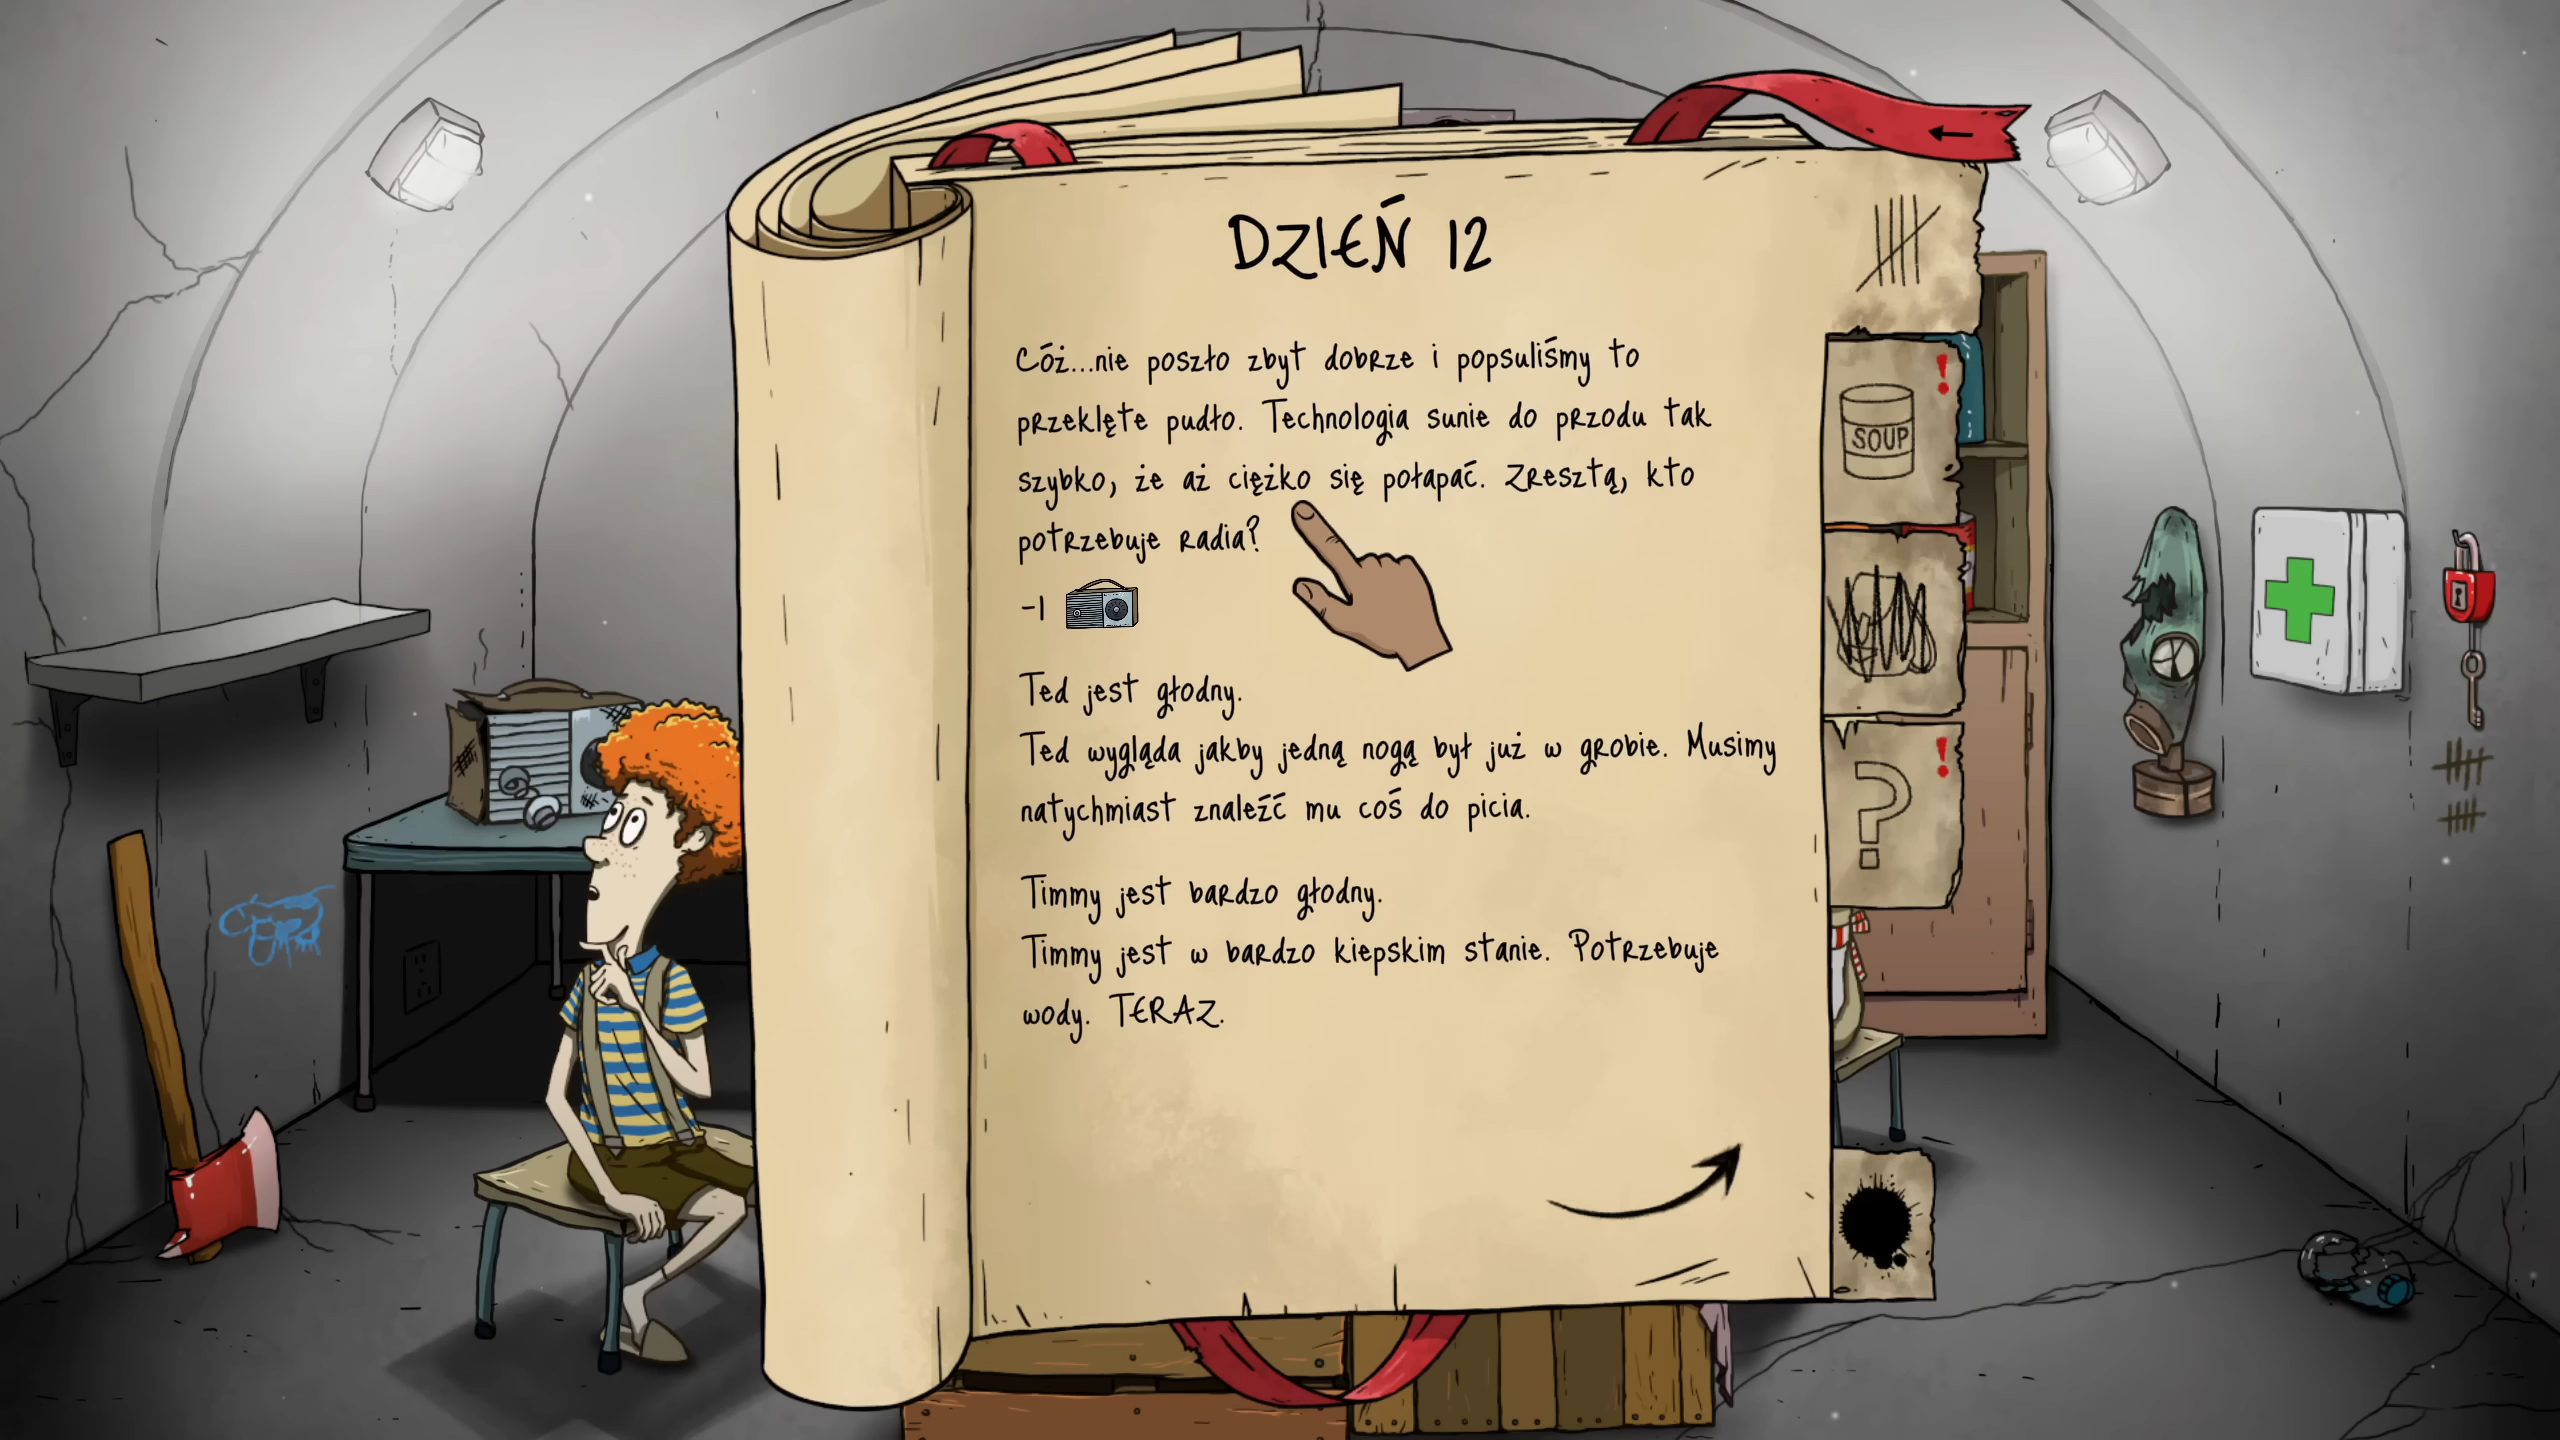 DZIEŃ 12
Cóż...nie poszło zbyt dobrze i popsuliśmy to
przeklęte pudło. Technologia sunie do przodu tak
szybko, że aż ciężko się połapać. Zresztą, kto
potrzebuje radia?
-1
Ted jest głodny.
Ted wygląda jakby jedną nogą był już w grobie. Musimy
natychmiast znaleźć mu coś do picia.
Timmy jest bardzo głodny.
Timmy jest w bardzo kiepskim stanie. Potrzebuje
wody. TERAZ.
!
SOUP
!
?